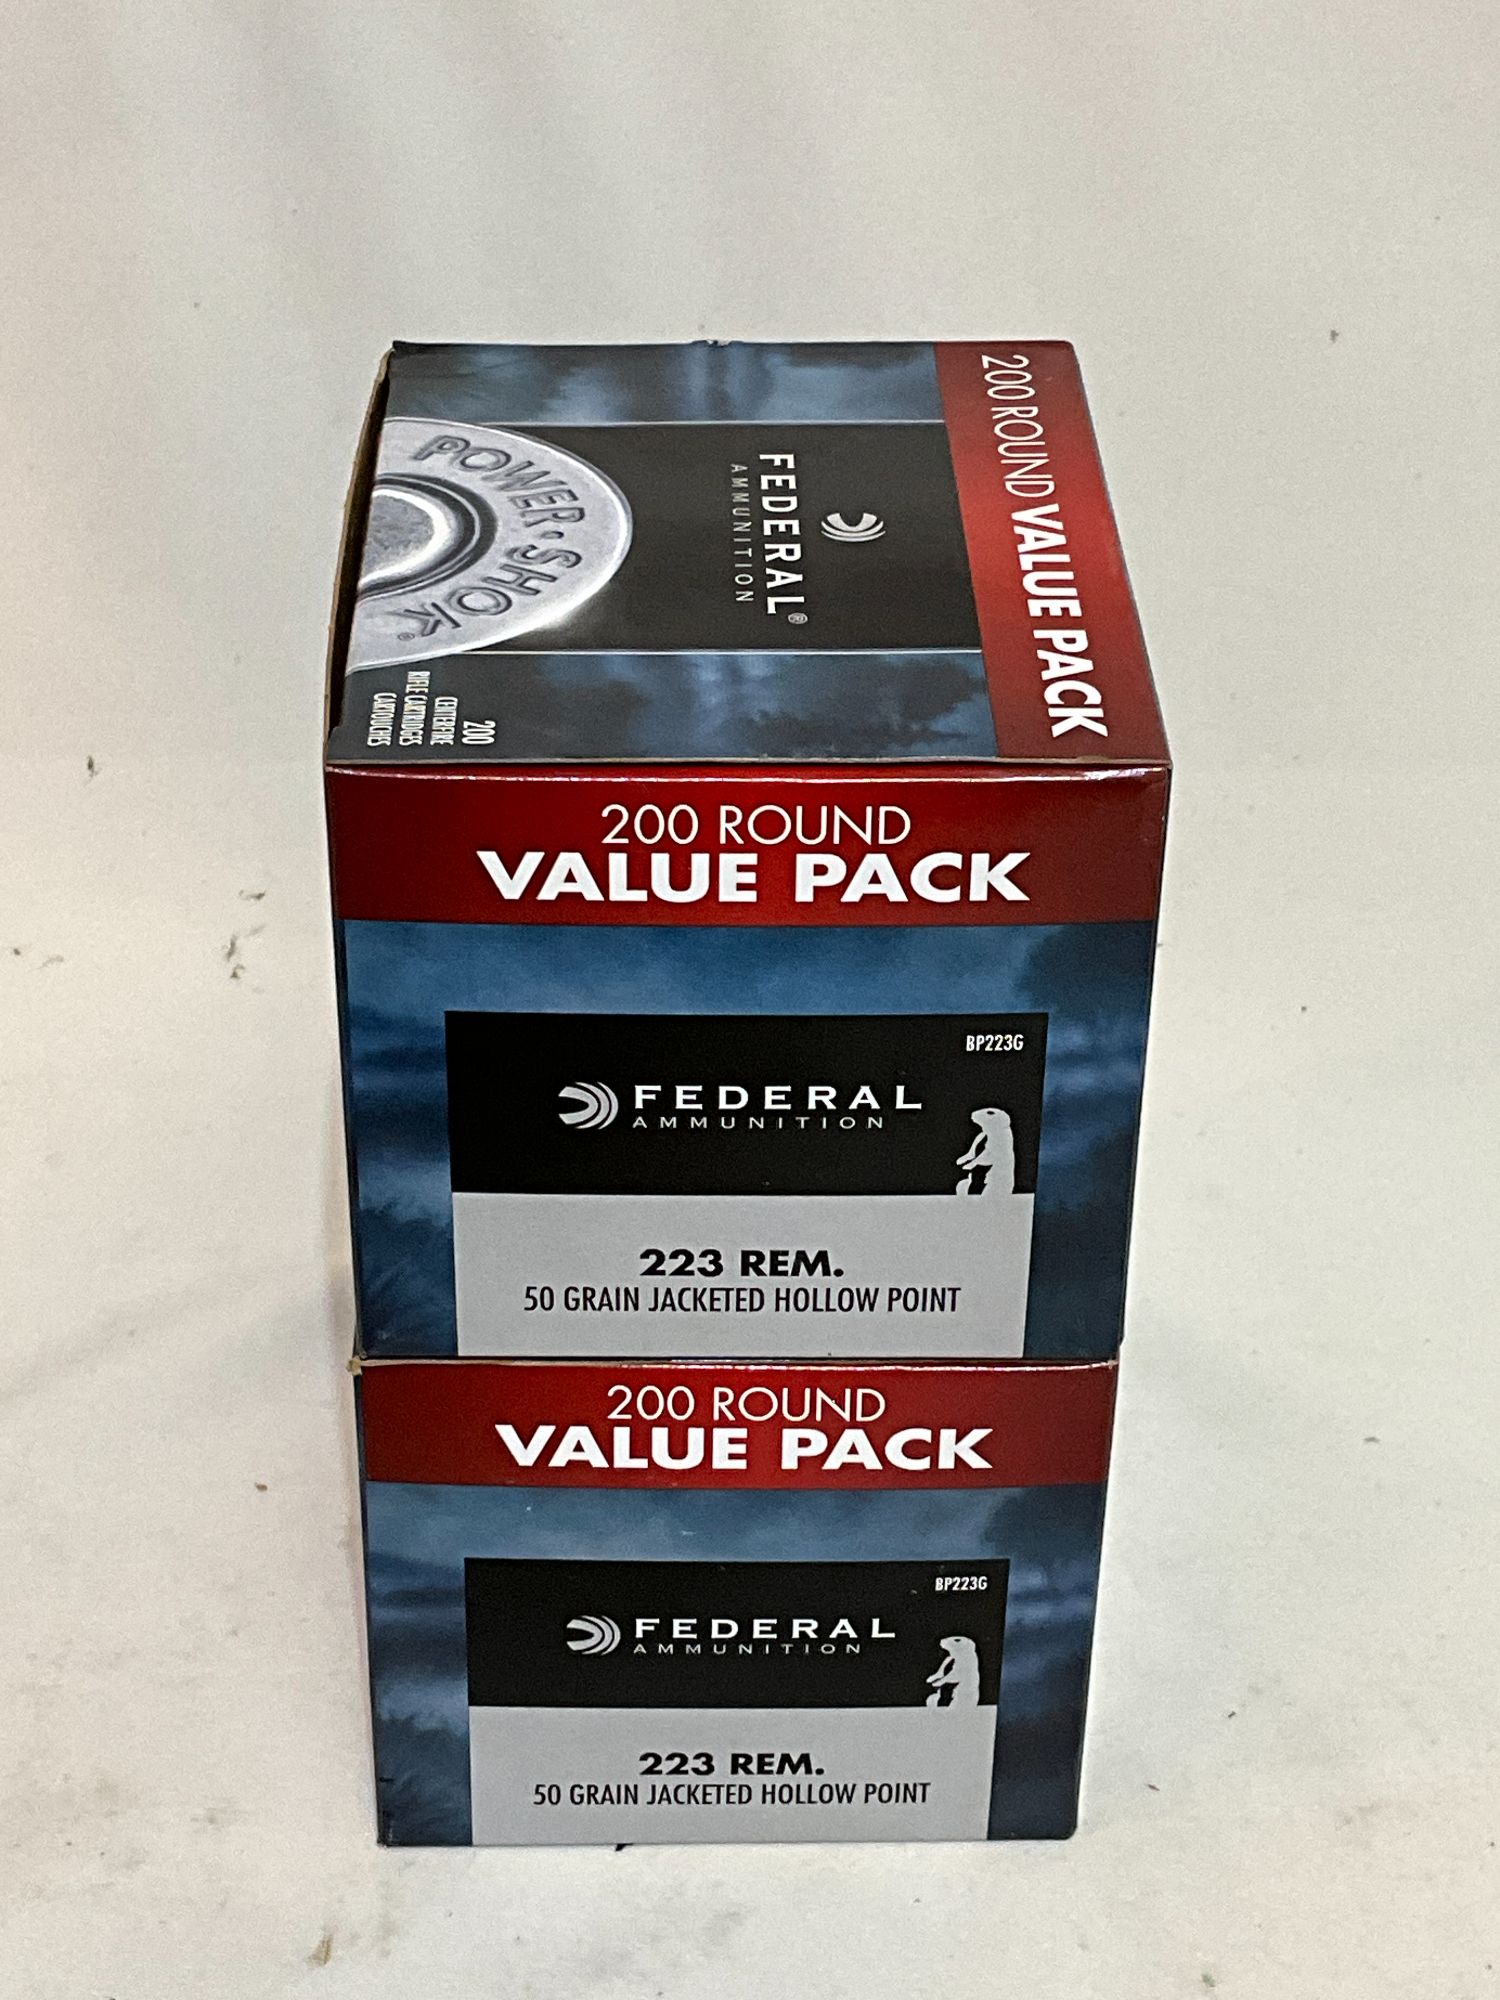 200 ROUND VALUE PACK
FEDERAL®
AMMUNITION
POWER·SHOK®
200
CENTERFIRE
RIFLE CARTRIDGES
CARTOUCHES
200 ROUND
VALUE PACK
BP223G
FEDERAL
AMMUNITION
223 REM.
50 GRAIN JACKETED HOLLOW POINT
200 ROUND
VALUE PACK
BP223G
FEDERAL
AMMUNITION
223 REM.
50 GRAIN JACKETED HOLLOW POINT